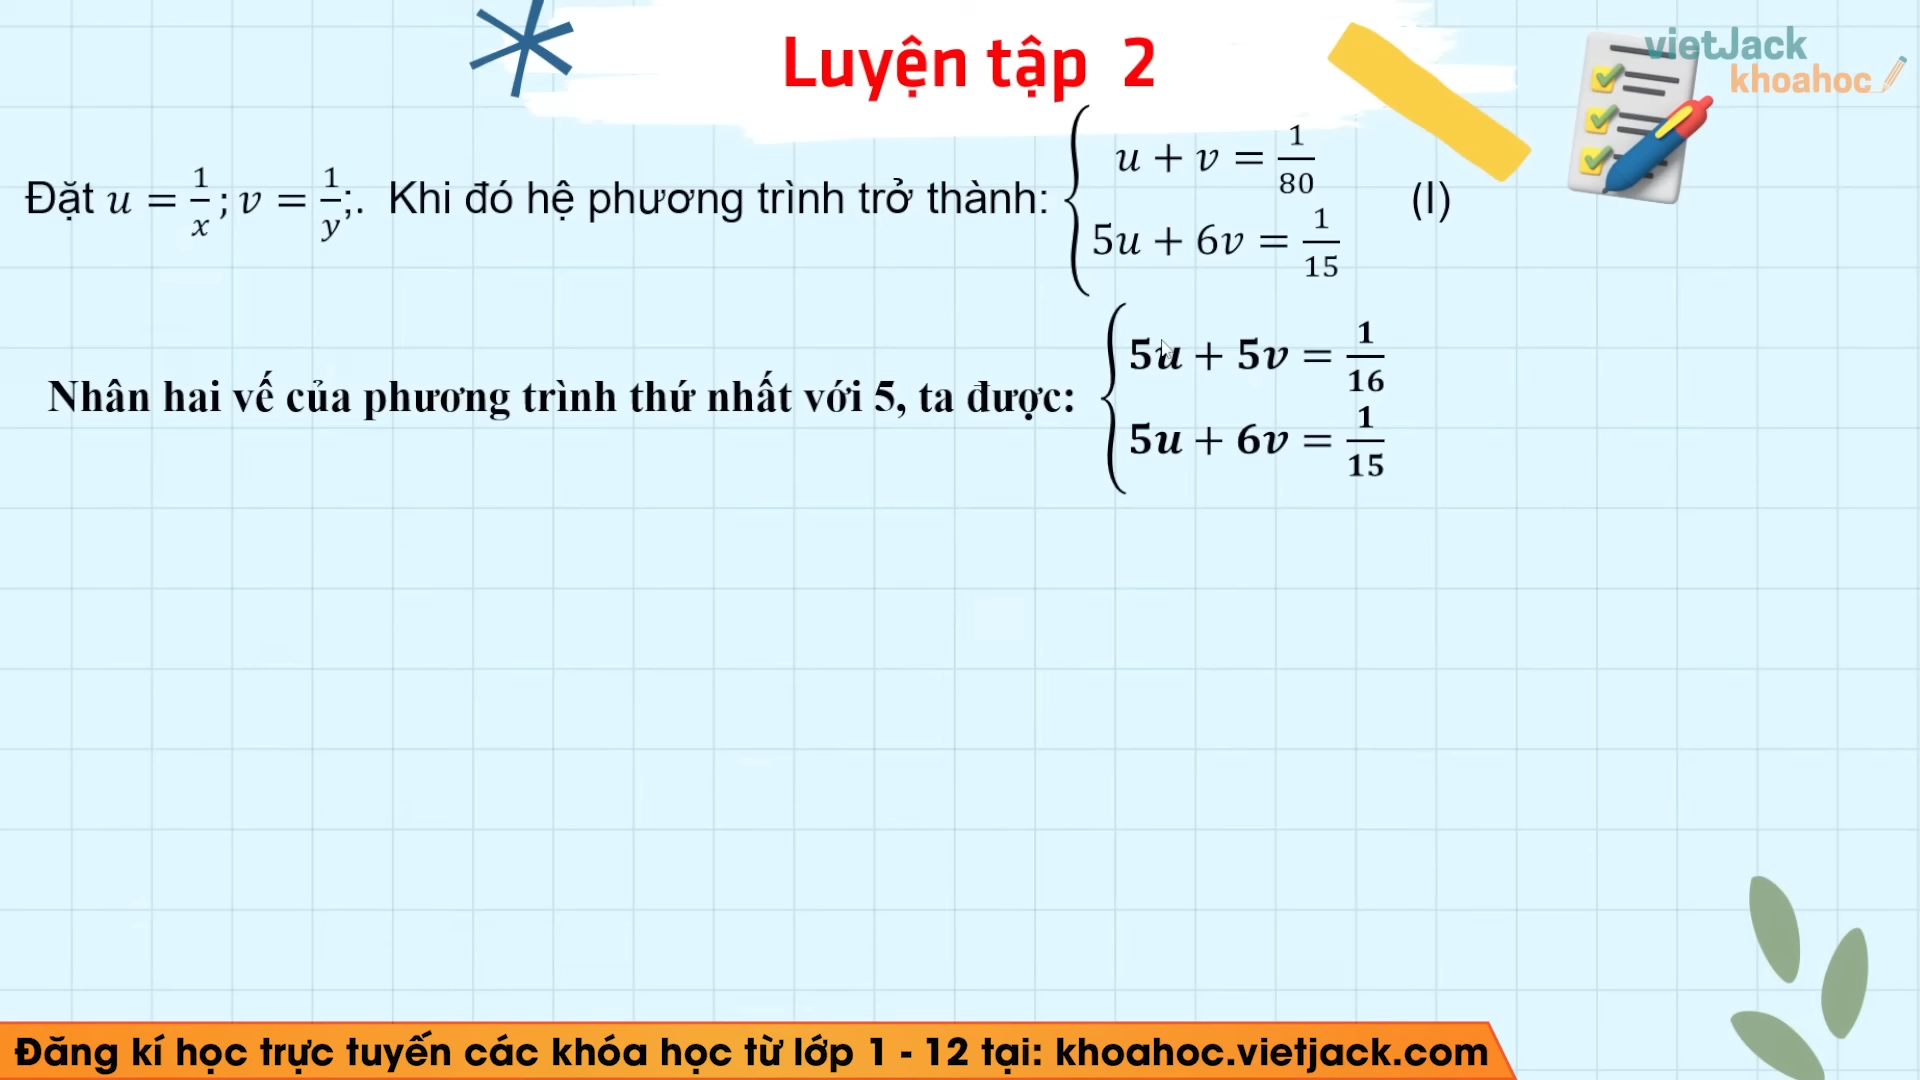 Luyện tập 2
vietJack
khoahoc
Đặt u = 1/x ; v = 1/y;. Khi đó hệ phương trình trở thành: { u + v = 1/80 ; 5u + 6v = 1/15 (I)
Nhân hai vế của phương trình thứ nhất với 5, ta được: { 5u + 5v = 1/16 ; 5u + 6v = 1/15
Đăng kí học trực tuyến các khóa học từ lớp 1 - 12 tại: khoahoc.vietjack.com